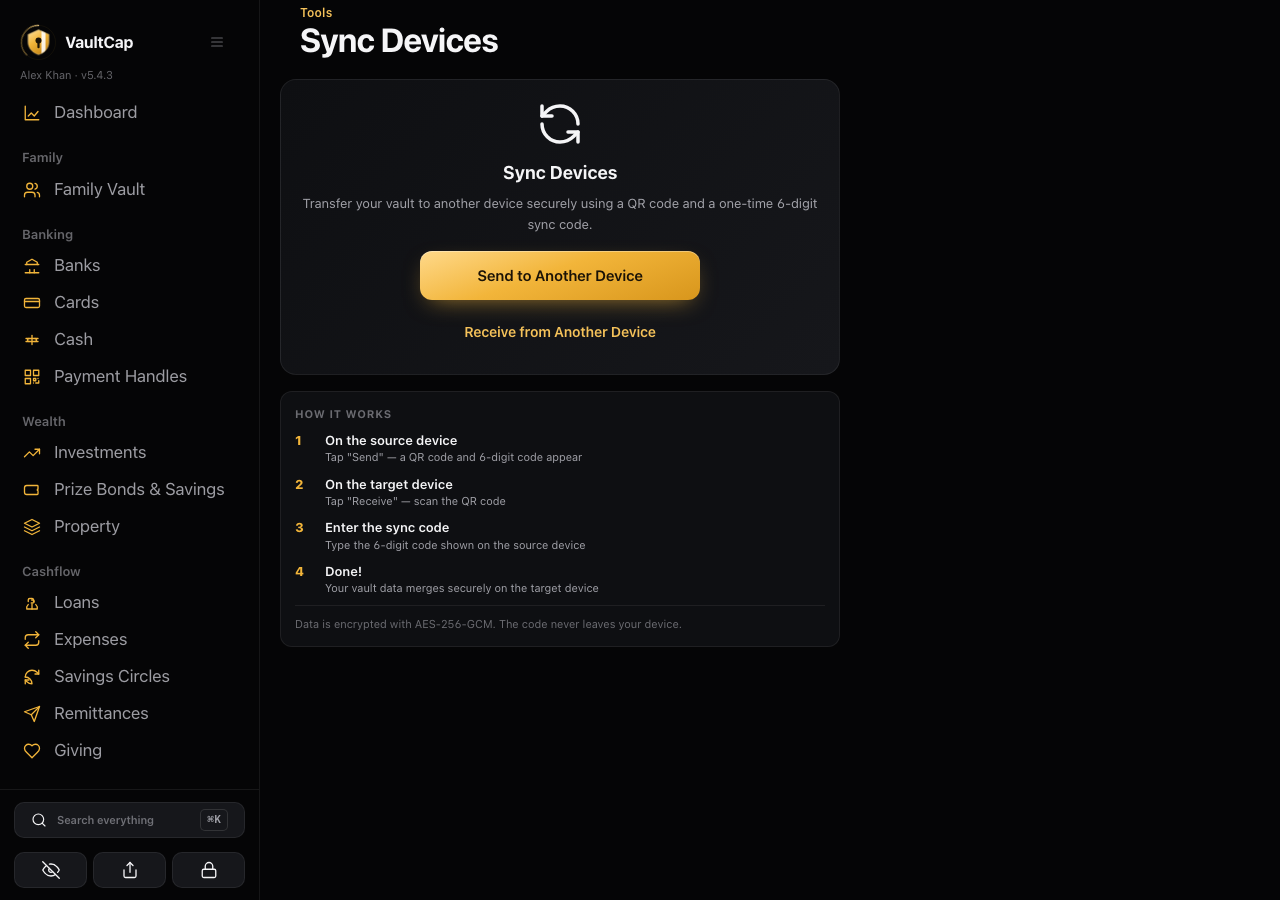 VaultCap
Alex Khan · v5.4.3
Dashboard
Family
Family Vault
Banking
Banks
Cards
Cash
Payment Handles
Wealth
Investments
Prize Bonds & Savings
Property
Cashflow
Loans
Expenses
Savings Circles
Remittances
Giving
Search everything ⌘K
Tools
Sync Devices
Sync Devices
Transfer your vault to another device securely using a QR code and a one-time 6-digit
sync code.
Send to Another Device
Receive from Another Device
HOW IT WORKS
1 On the source device
Tap "Send" — a QR code and 6-digit code appear
2 On the target device
Tap "Receive" — scan the QR code
3 Enter the sync code
Type the 6-digit code shown on the source device
4 Done!
Your vault data merges securely on the target device
Data is encrypted with AES-256-GCM. The code never leaves your device.